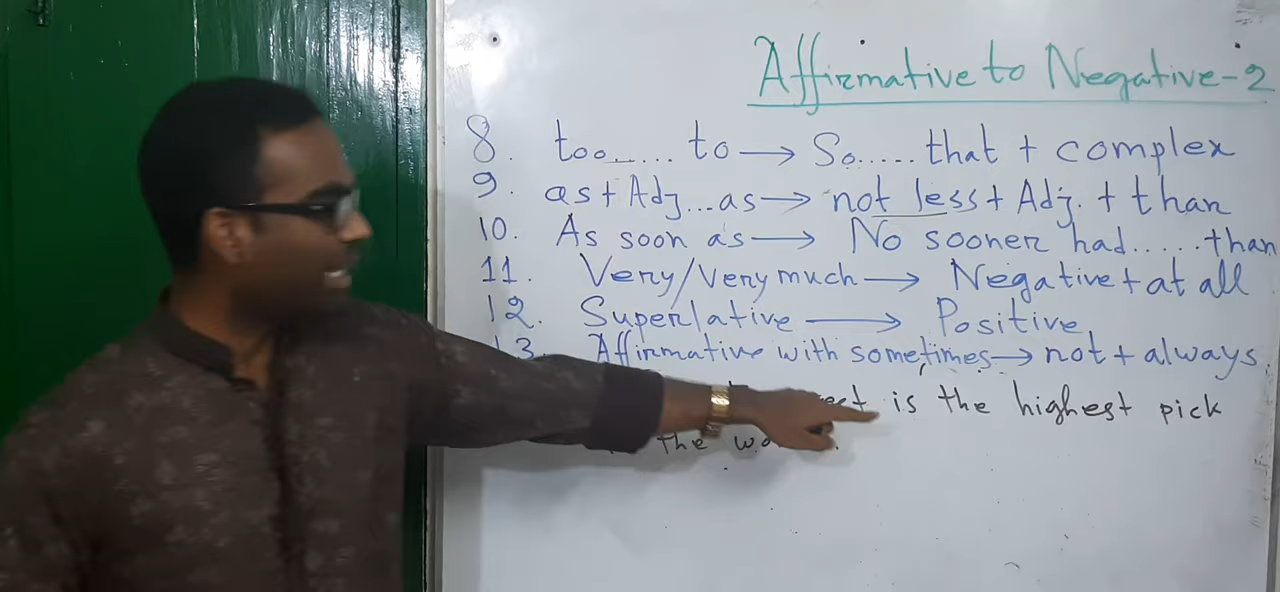 Affirmative to Negative-2
8. too...... to → So..... that + complex
9. as + Adj...as → not less + Adj. + than
10. As soon as → No sooner had.....than
11. Very/Very much → Negative + at all
12. Superlative → Positive
13. Affirmative with sometimes → not + always.
is the highest pick
the